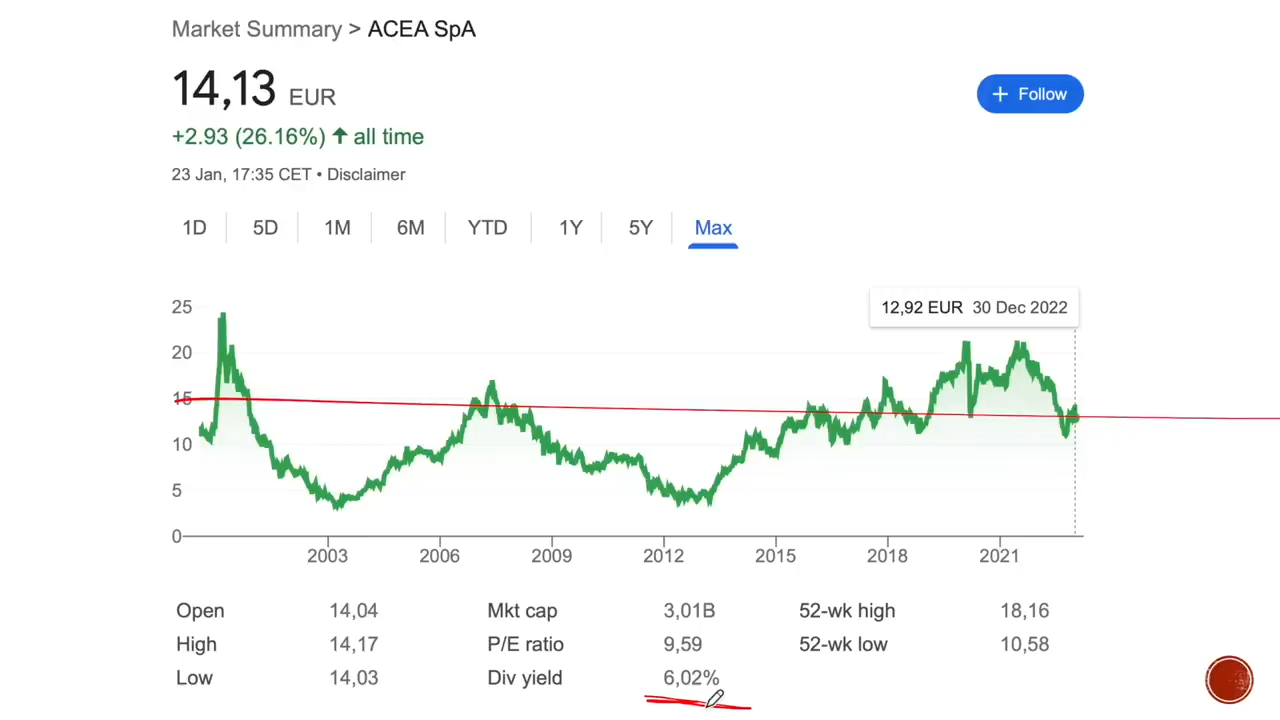 Market Summary > ACEA SpA
14,13 EUR
+ Follow
+2.93 (26.16%) ↑ all time
23 Jan, 17:35 CET • Disclaimer
1D 5D 1M 6M YTD 1Y 5Y Max
12,92 EUR 30 Dec 2022
25
20
15
10
5
0
2003 2006 2009 2012 2015 2018 2021
Open 14,04 Mkt cap 3,01B 52-wk high 18,16
High 14,17 P/E ratio 9,59 52-wk low 10,58
Low 14,03 Div yield 6,02%